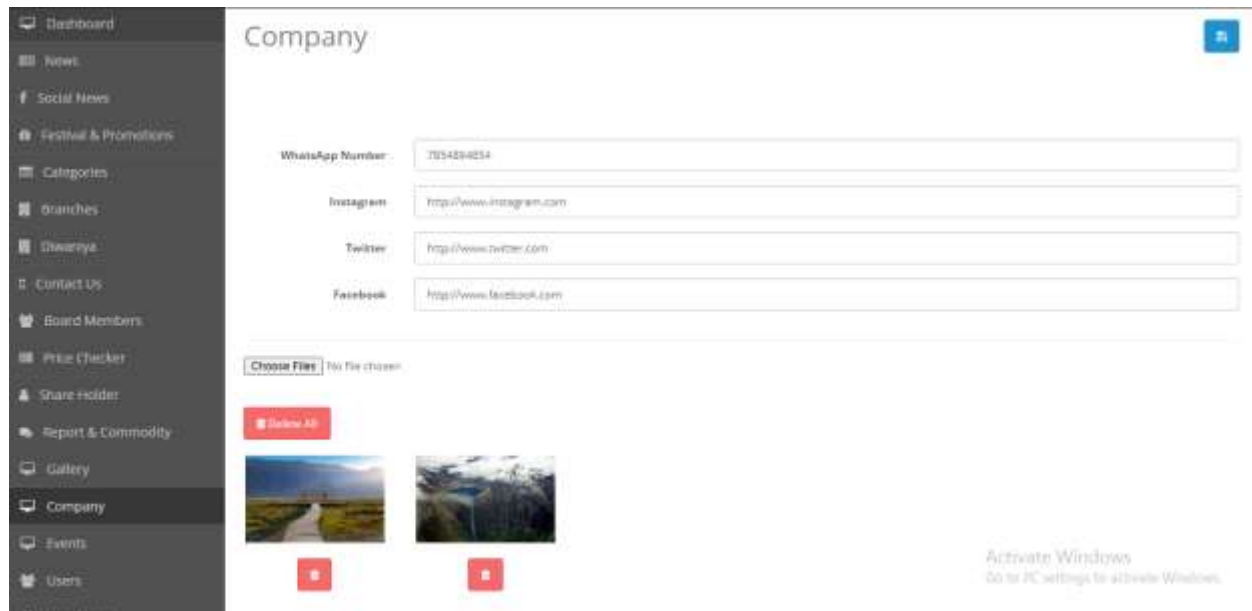 Dashboard
News
Social News
Festival & Promotions
Categories
Branches
Diwaniya
Contact Us
Board Members
Price Checker
Share Holder
Report & Commodity
Gallery
Company
Events
Users
Company
WhatsApp Number
7854894854
Instagram
http://www.instagram.com
Twitter
http://www.twitter.com
Facebook
http://www.facebook.com
Choose Files No file chosen
Delete All
Activate Windows
Go to PC settings to activate Windows.